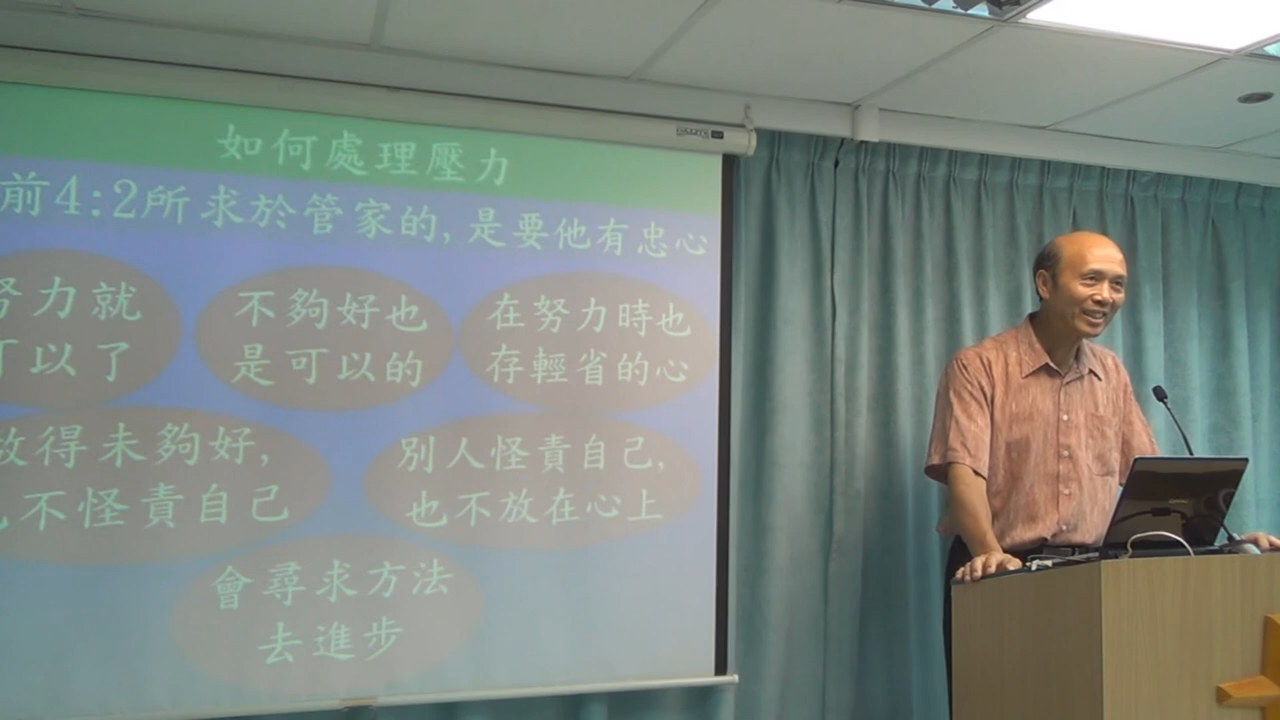 如何處理壓力
前4:2所求於管家的,是要他有忠心
努力就
可以了
不夠好也
是可以的
在努力時也
存輕省的心
做得未夠好,
也不怪責自己
別人怪責自己,
也不放在心上
會尋求方法
去進步